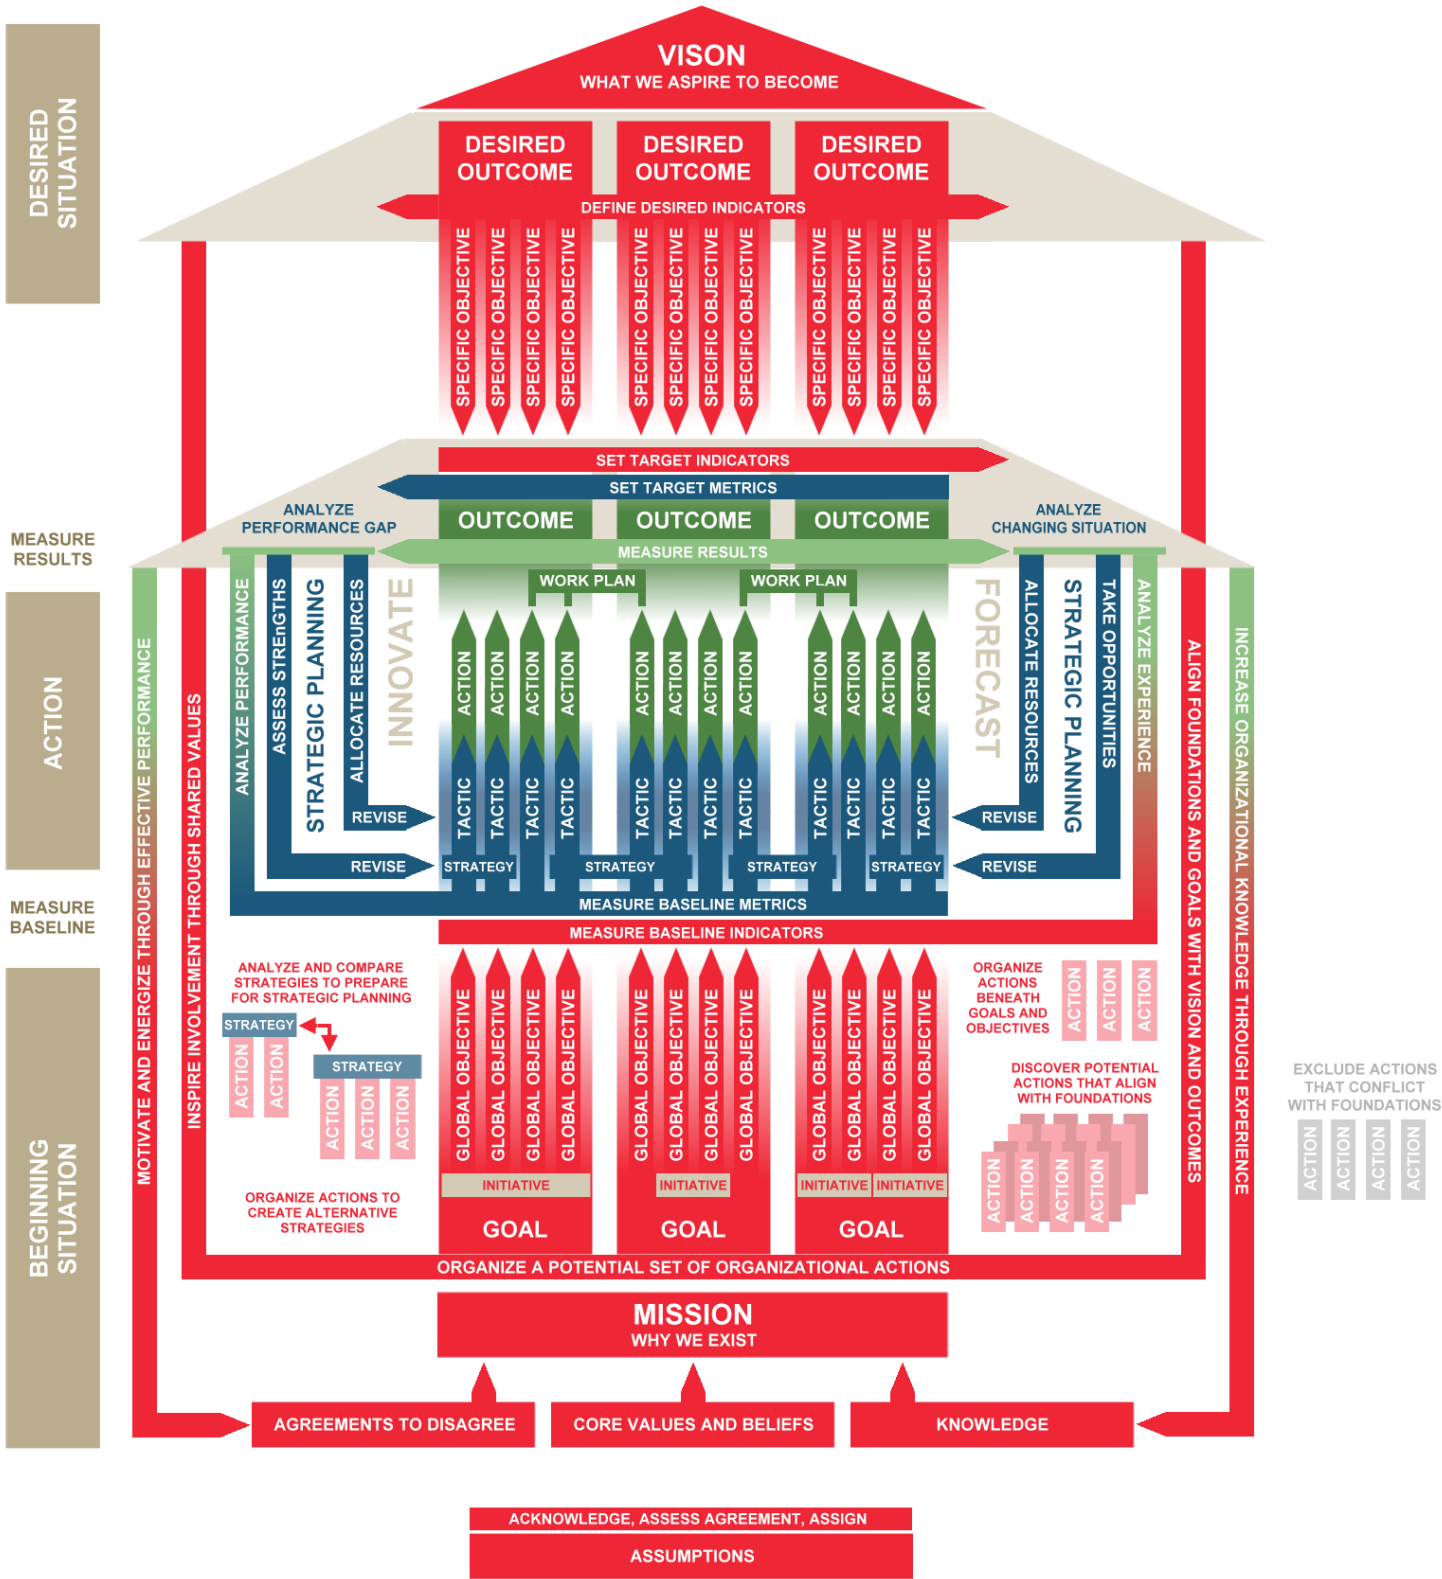 VISON
WHAT WE ASPIRE TO BECOME
DESIRED
SITUATION
DESIRED
OUTCOME
DESIRED
OUTCOME
DESIRED
OUTCOME
DEFINE DESIRED INDICATORS
SPECIFIC OBJECTIVE
SPECIFIC OBJECTIVE
SPECIFIC OBJECTIVE
SPECIFIC OBJECTIVE
SPECIFIC OBJECTIVE
SPECIFIC OBJECTIVE
SPECIFIC OBJECTIVE
SPECIFIC OBJECTIVE
SPECIFIC OBJECTIVE
SPECIFIC OBJECTIVE
SPECIFIC OBJECTIVE
SPECIFIC OBJECTIVE
SET TARGET INDICATORS
SET TARGET METRICS
ANALYZE
PERFORMANCE GAP
OUTCOME
OUTCOME
OUTCOME
ANALYZE
CHANGING SITUATION
MEASURE
RESULTS
MEASURE RESULTS
WORK PLAN
WORK PLAN
ACTION
MOTIVATE AND ENERGIZE THROUGH EFFECTIVE PERFORMANCE
INSPIRE INVOLVEMENT THROUGH SHARED VALUES
ANALYZE PERFORMANCE
ASSESS STREnGTHS
STRATEGIC PLANNING
ALLOCATE RESOURCES
INNOVATE
ACTION
ACTION
ACTION
ACTION
ACTION
ACTION
ACTION
ACTION
ACTION
ACTION
ACTION
ACTION
FORECAST
ALLOCATE RESOURCES
STRATEGIC PLANNING
TAKE OPPORTUNITIES
ANALYZE EXPERIENCE
ALIGN FOUNDATIONS AND GOALS WITH VISION AND OUTCOMES
INCREASE ORGANIZATIONAL KNOWLEDGE THROUGH EXPERIENCE
TACTIC
TACTIC
TACTIC
TACTIC
TACTIC
TACTIC
TACTIC
TACTIC
TACTIC
TACTIC
TACTIC
TACTIC
REVISE
REVISE
REVISE
STRATEGY
STRATEGY
STRATEGY
STRATEGY
REVISE
MEASURE
BASELINE
MEASURE BASELINE METRICS
MEASURE BASELINE INDICATORS
BEGINNING
SITUATION
ANALYZE AND COMPARE
STRATEGIES TO PREPARE
FOR STRATEGIC PLANNING
STRATEGY
ACTION
ACTION
STRATEGY
ACTION
ACTION
ACTION
ORGANIZE ACTIONS TO
CREATE ALTERNATIVE
STRATEGIES
GLOBAL OBJECTIVE
GLOBAL OBJECTIVE
GLOBAL OBJECTIVE
GLOBAL OBJECTIVE
GLOBAL OBJECTIVE
GLOBAL OBJECTIVE
GLOBAL OBJECTIVE
GLOBAL OBJECTIVE
GLOBAL OBJECTIVE
GLOBAL OBJECTIVE
GLOBAL OBJECTIVE
GLOBAL OBJECTIVE
INITIATIVE
INITIATIVE
INITIATIVE
INITIATIVE
GOAL
GOAL
GOAL
ORGANIZE
ACTIONS
BENEATH
GOALS AND
OBJECTIVES
ACTION
ACTION
ACTION
DISCOVER POTENTIAL
ACTIONS THAT ALIGN
WITH FOUNDATIONS
ACTION
ACTION
ACTION
ACTION
EXCLUDE ACTIONS
THAT CONFLICT
WITH FOUNDATIONS
ACTION
ACTION
ACTION
ACTION
ORGANIZE A POTENTIAL SET OF ORGANIZATIONAL ACTIONS
MISSION
WHY WE EXIST
AGREEMENTS TO DISAGREE
CORE VALUES AND BELIEFS
KNOWLEDGE
ACKNOWLEDGE, ASSESS AGREEMENT, ASSIGN
ASSUMPTIONS